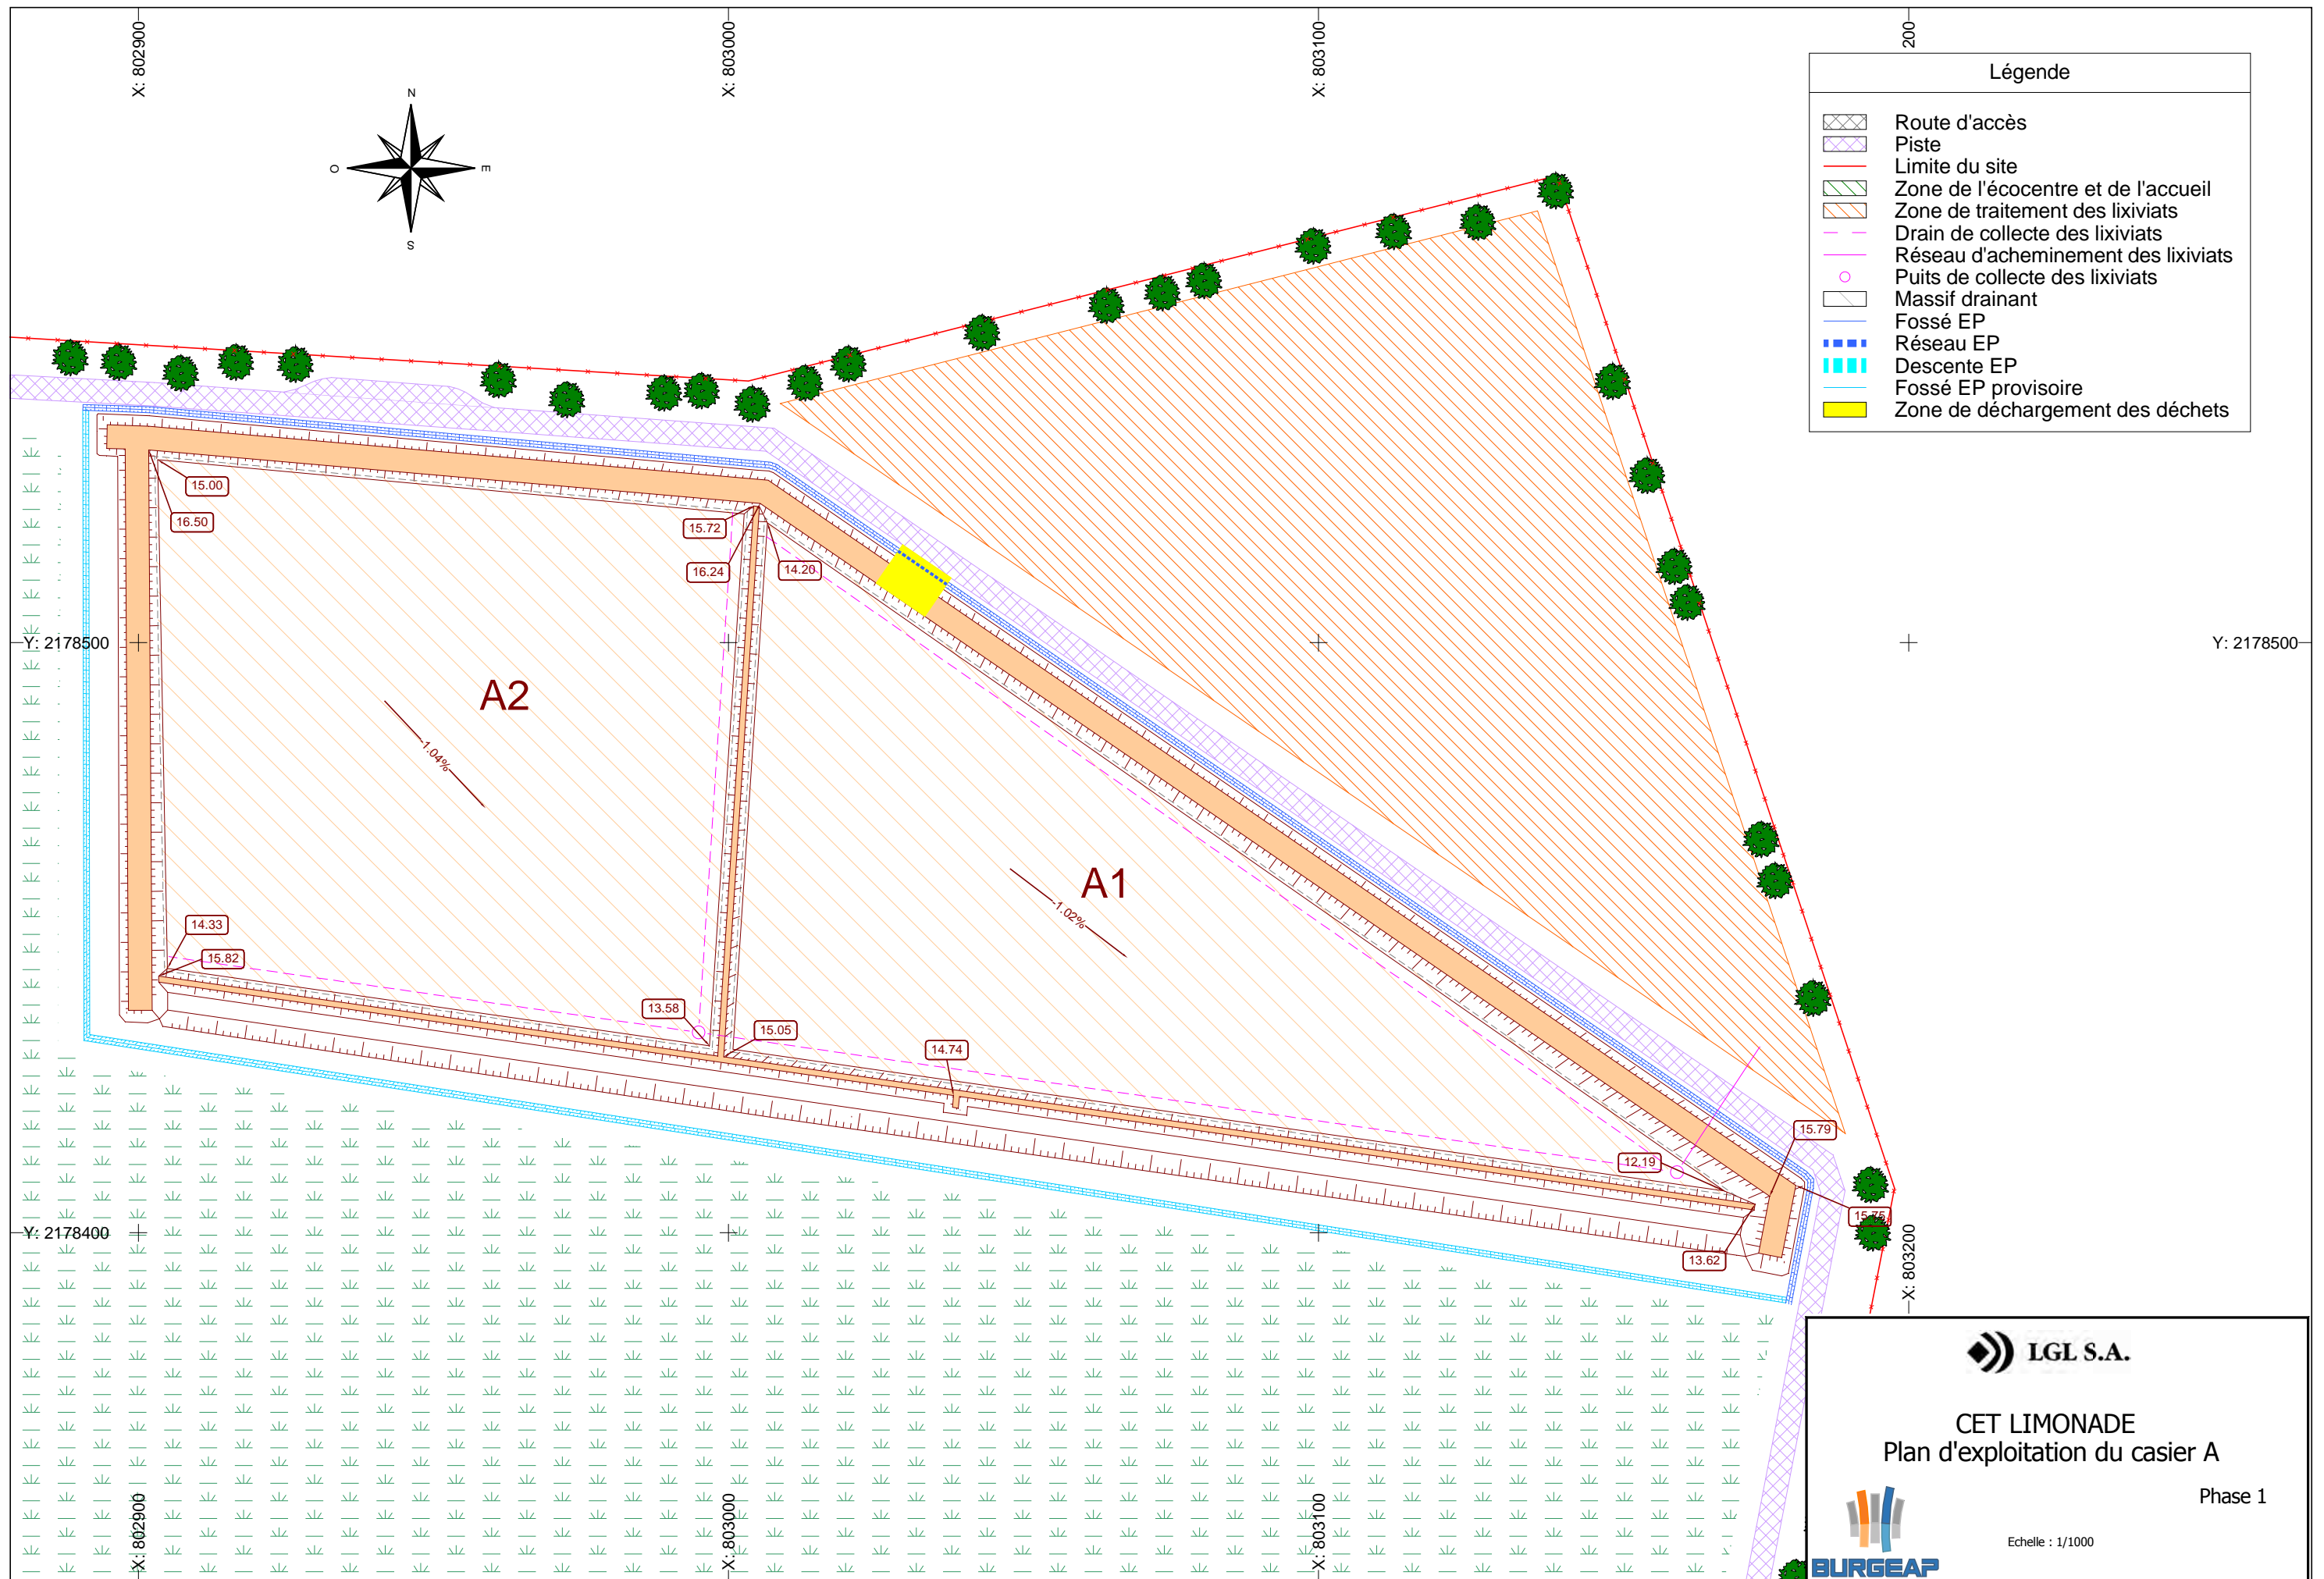 X: 802900
X: 803000
X: 803100
200
Légende
Route d'accès
Piste
Limite du site
Zone de l'écocentre et de l'accueil
Zone de traitement des lixiviats
Drain de collecte des lixiviats
Réseau d'acheminement des lixiviats
Puits de collecte des lixiviats
Massif drainant
Fossé EP
Réseau EP
Descente EP
Fossé EP provisoire
Zone de déchargement des déchets
N
O
E
S
15.00
16.50
15.72
16.24
14.20
Y: 2178500
Y: 2178500
A2
-1.04%
A1
-1.02%
14.33
15.82
13.58
15.05
14.74
15.79
12.19
15.75
13.62
Y: 2178400
X: 803200
LGL S.A.
CET LIMONADE
Plan d'exploitation du casier A
Phase 1
Echelle : 1/1000
BURGEAP
X: 802900
X: 803000
X: 803100